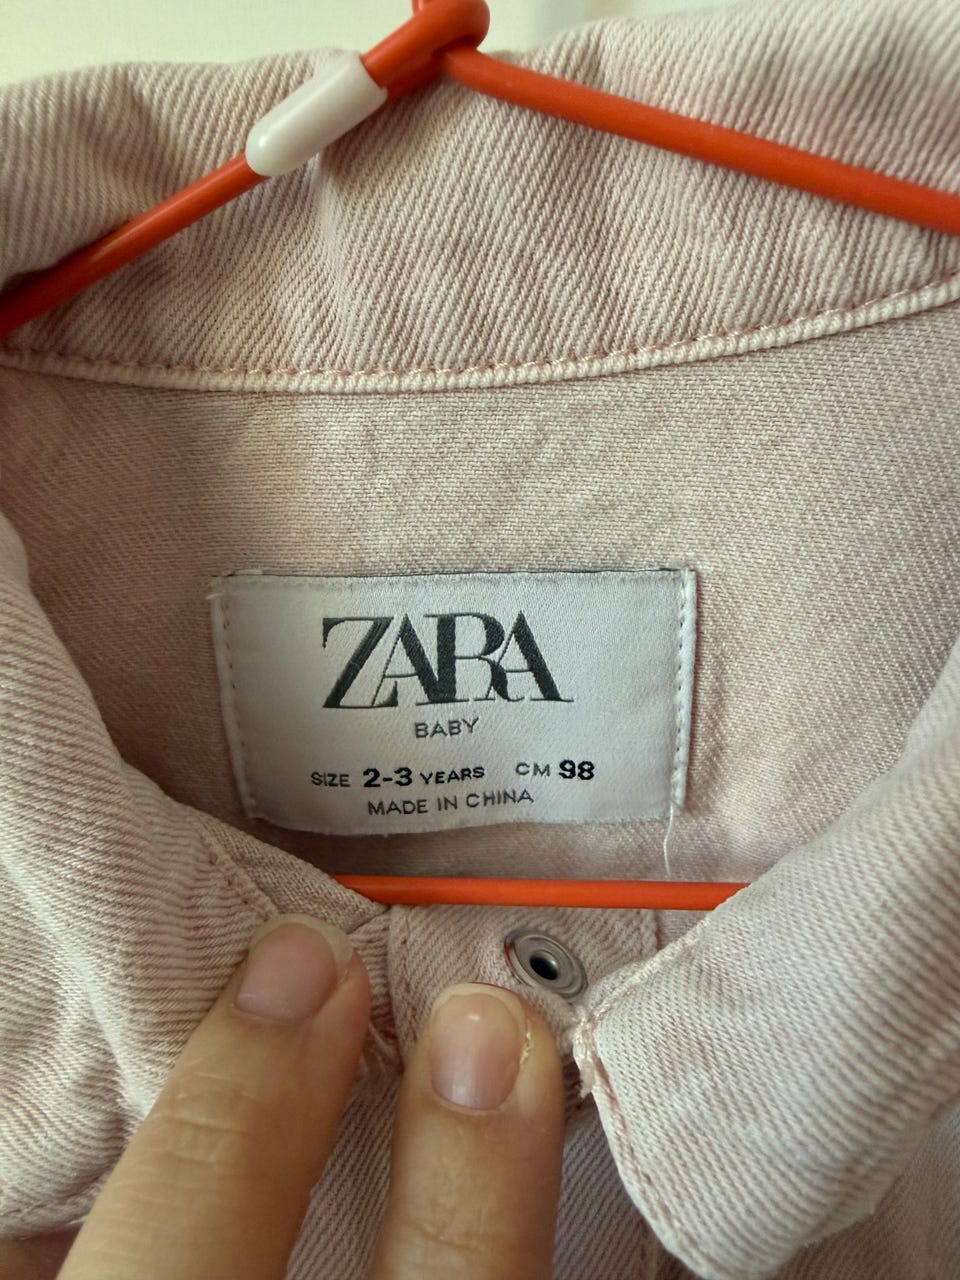 ZARA
BABY
SIZE 2-3 YEARS CM 98
MADE IN CHINA